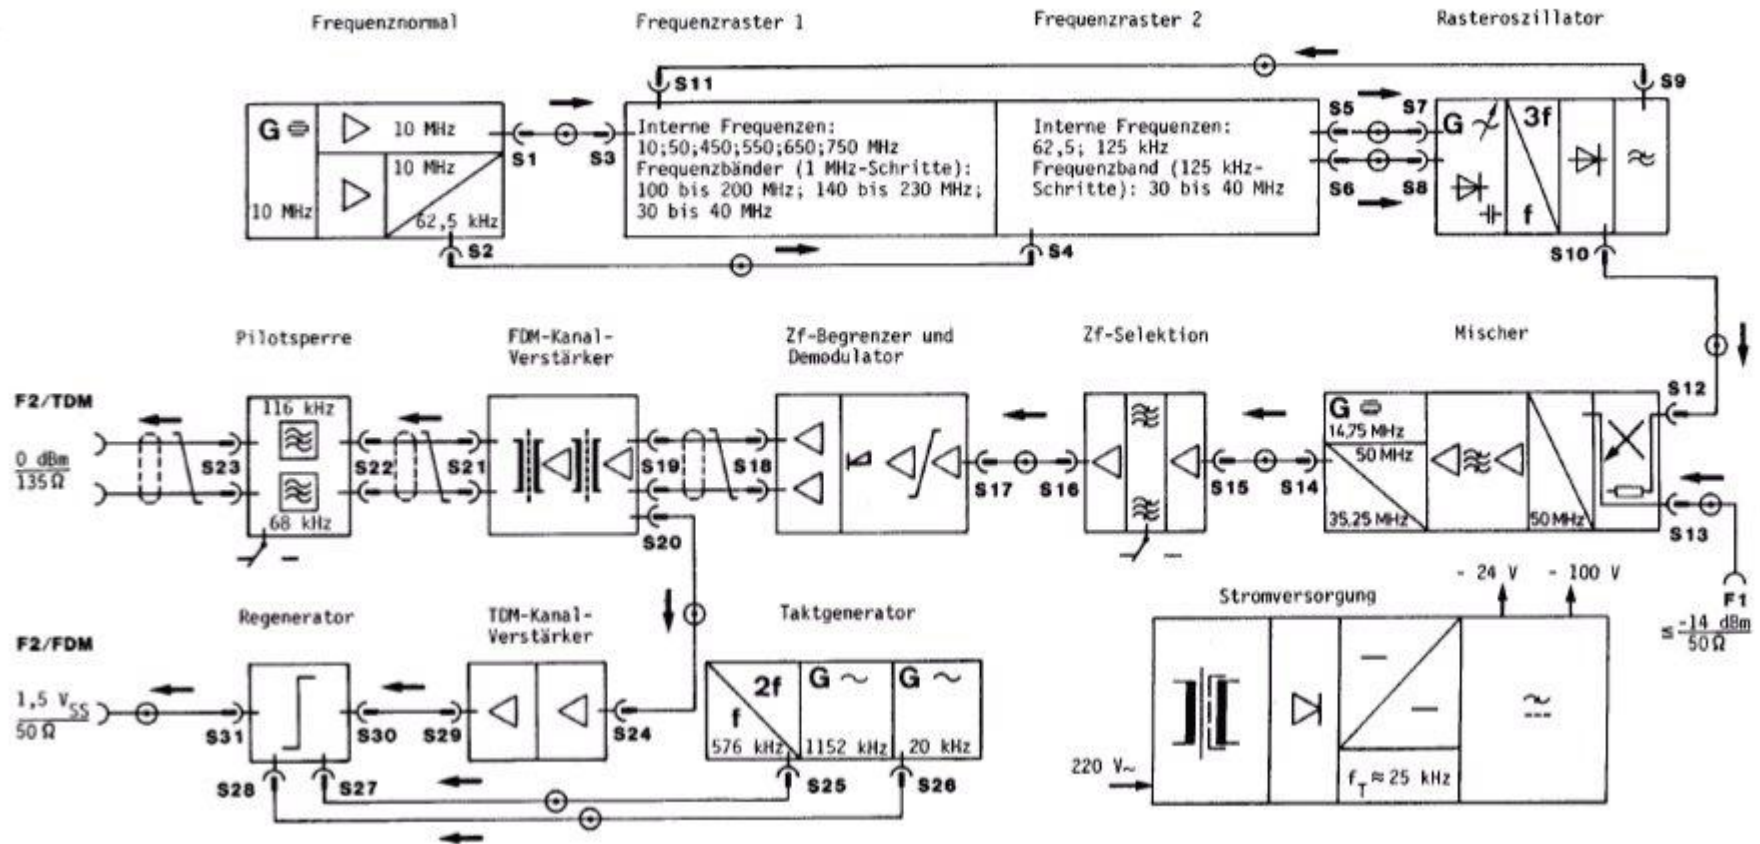 Frequenznormal
Frequenzraster 1
Frequenzraster 2
Rasteroszillator
S11
S9
G
10 MHz
10 MHz
10 MHz
62,5 kHz
S1
S3
S2
Interne Frequenzen:
10;50;450;550;650;750 MHz
Frequenzbänder (1 MHz-Schritte):
100 bis 200 MHz; 140 bis 230 MHz;
30 bis 40 MHz
Interne Frequenzen:
62,5; 125 kHz
Frequenzband (125 kHz-
Schritte): 30 bis 40 MHz
S4
S5
S7
S6
S8
G
3f
f
S10
Pilotsperre
FDM-Kanal-
Verstärker
Zf-Begrenzer und
Demodulator
Zf-Selektion
Mischer
F2/TDM
0 dBm
135Ω
S23
116 kHz
68 kHz
S22
S21
S19
S18
S20
S17
S16
S15
S14
G
14,75 MHz
50 MHz
35,25 MHz
50MHz
S12
S13
F1
≤ -14 dBm
50Ω
Regenerator
TDM-Kanal-
Verstärker
Taktgenerator
Stromversorgung
- 24 V
- 100 V
F2/FDM
1,5 VSS
50Ω
S31
S30
S29
S24
S28
S27
2f
f
576 kHz
G
1152 kHz
G
20 kHz
S25
S26
220 V~
fT ≈ 25 kHz